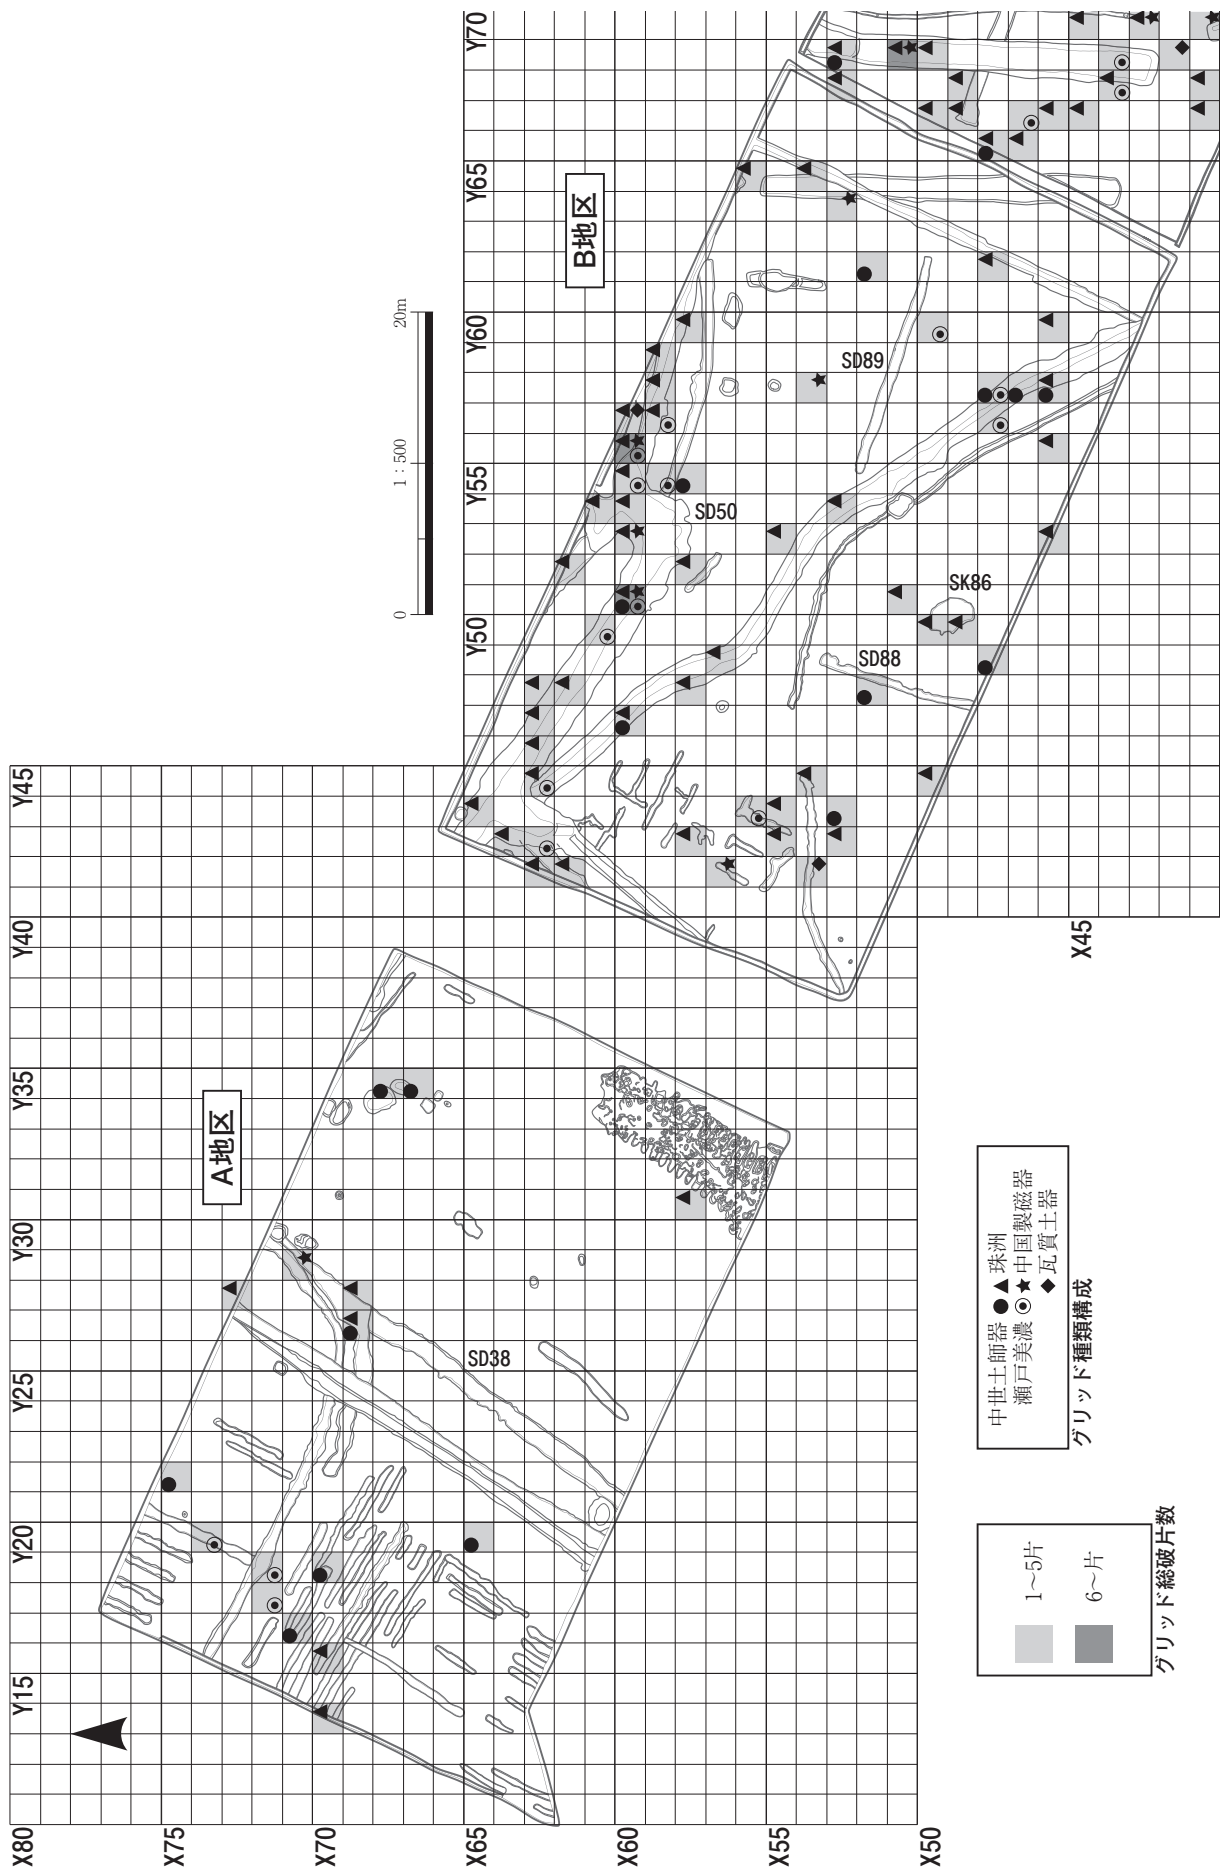 A地区
B地区
0
1：500
20m
Y15
Y20
Y25
Y30
Y35
Y40
Y45
Y50
Y55
Y60
Y65
Y70
X80
X75
X70
X65
X60
X55
X50
X45
SD38
SD50
SD89
SD88
SK86
グリッド総破片数
1～5片
6～片
グリッド種類構成
中世土師器 ● ▲ 珠洲
瀬戸美濃 ◉ ★ 中国製磁器
◆ 瓦質土器